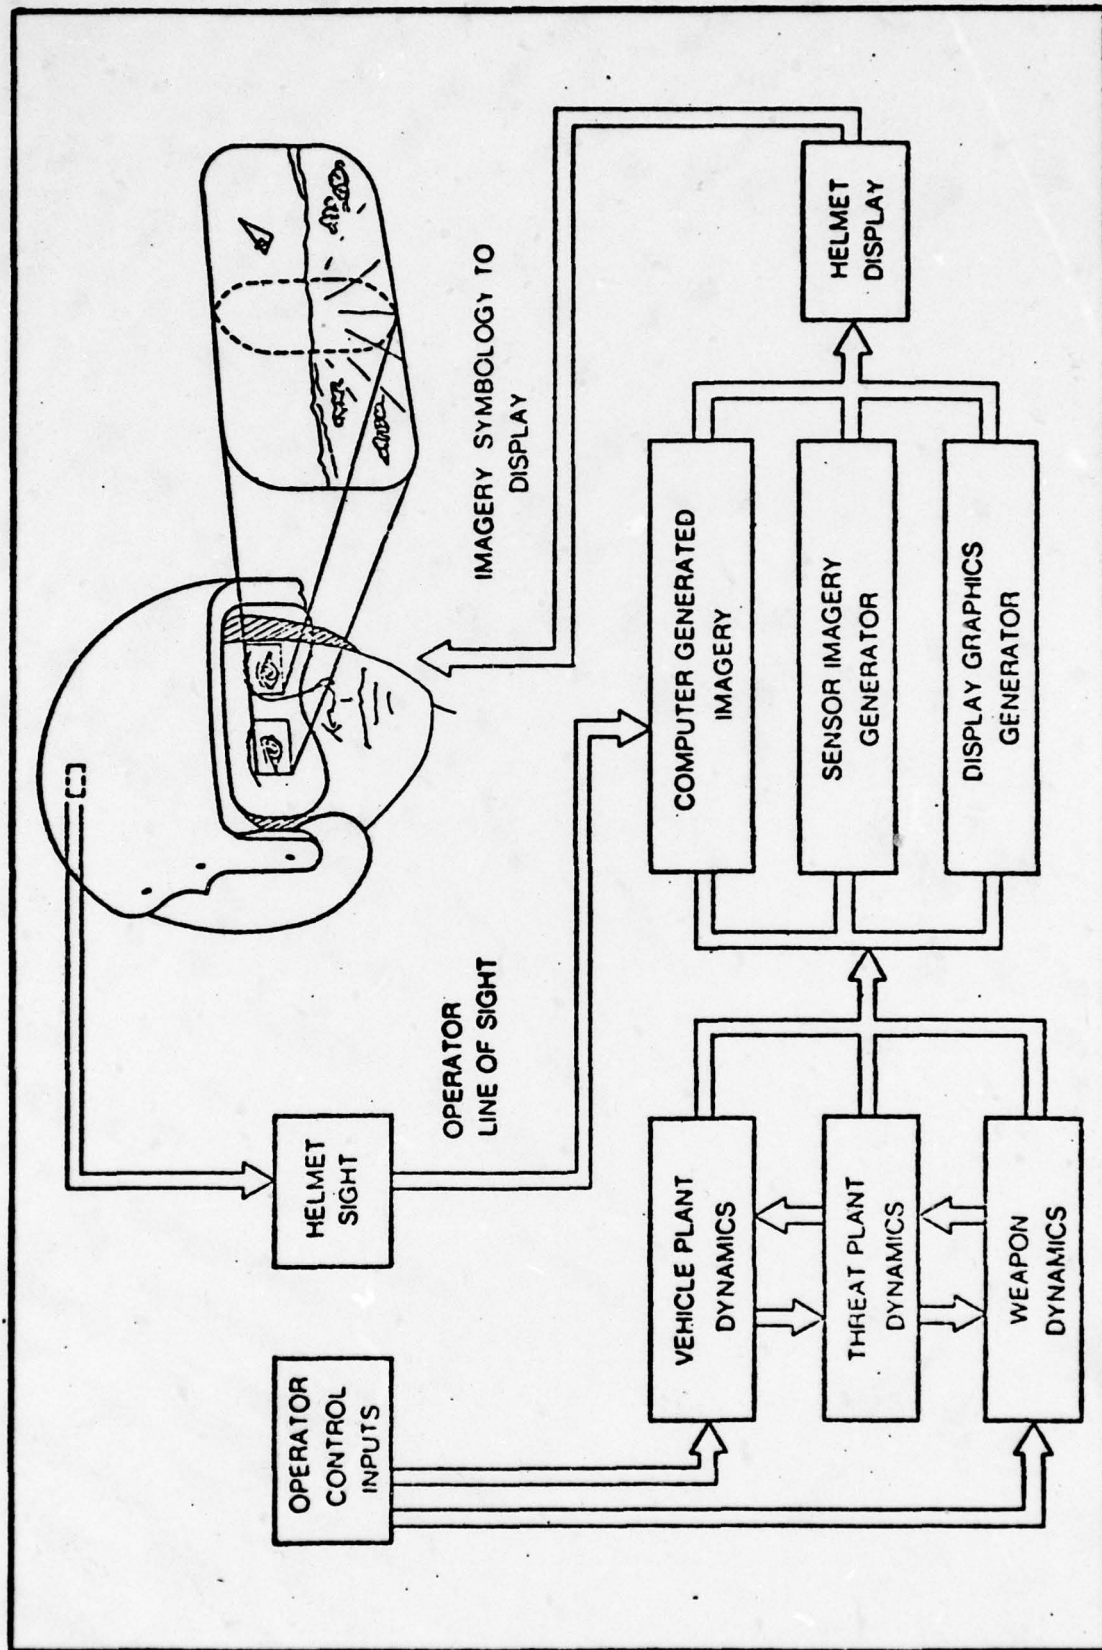 IMAGERY SYMBOLOGY TO
DISPLAY
OPERATOR
LINE OF SIGHT
HELMET
SIGHT
OPERATOR
CONTROL
INPUTS
VEHICLE PLANT
DYNAMICS
THREAT PLANT
DYNAMICS
WEAPON
DYNAMICS
COMPUTER GENERATED
IMAGERY
SENSOR IMAGERY
GENERATOR
DISPLAY GRAPHICS
GENERATOR
HELMET
DISPLAY